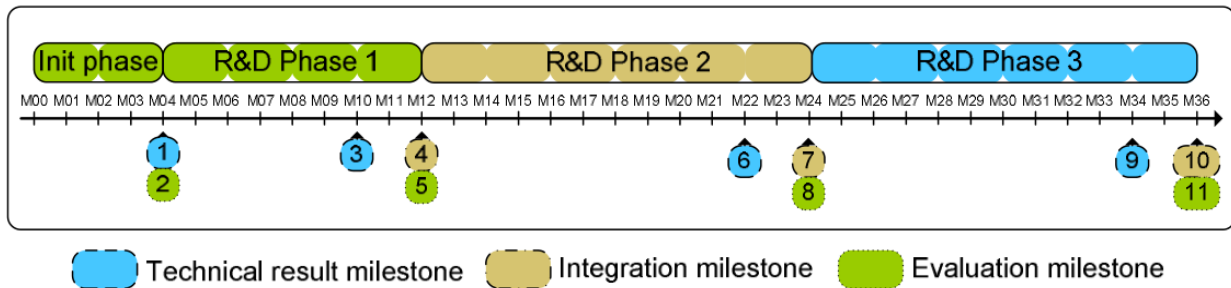 Init phase R&D Phase 1 R&D Phase 2 R&D Phase 3
M00 M01 M02 M03 M04 M05 M06 M07 M08 M09 M10 M11 M12 M13 M14 M15 M16 M17 M18 M19 M20 M21 M22 M23 M24 M25 M26 M27 M28 M29 M30 M31 M32 M33 M34 M35 M36
1 3 4 6 7 9 10
2 5 8 11
Technical result milestone Integration milestone Evaluation milestone